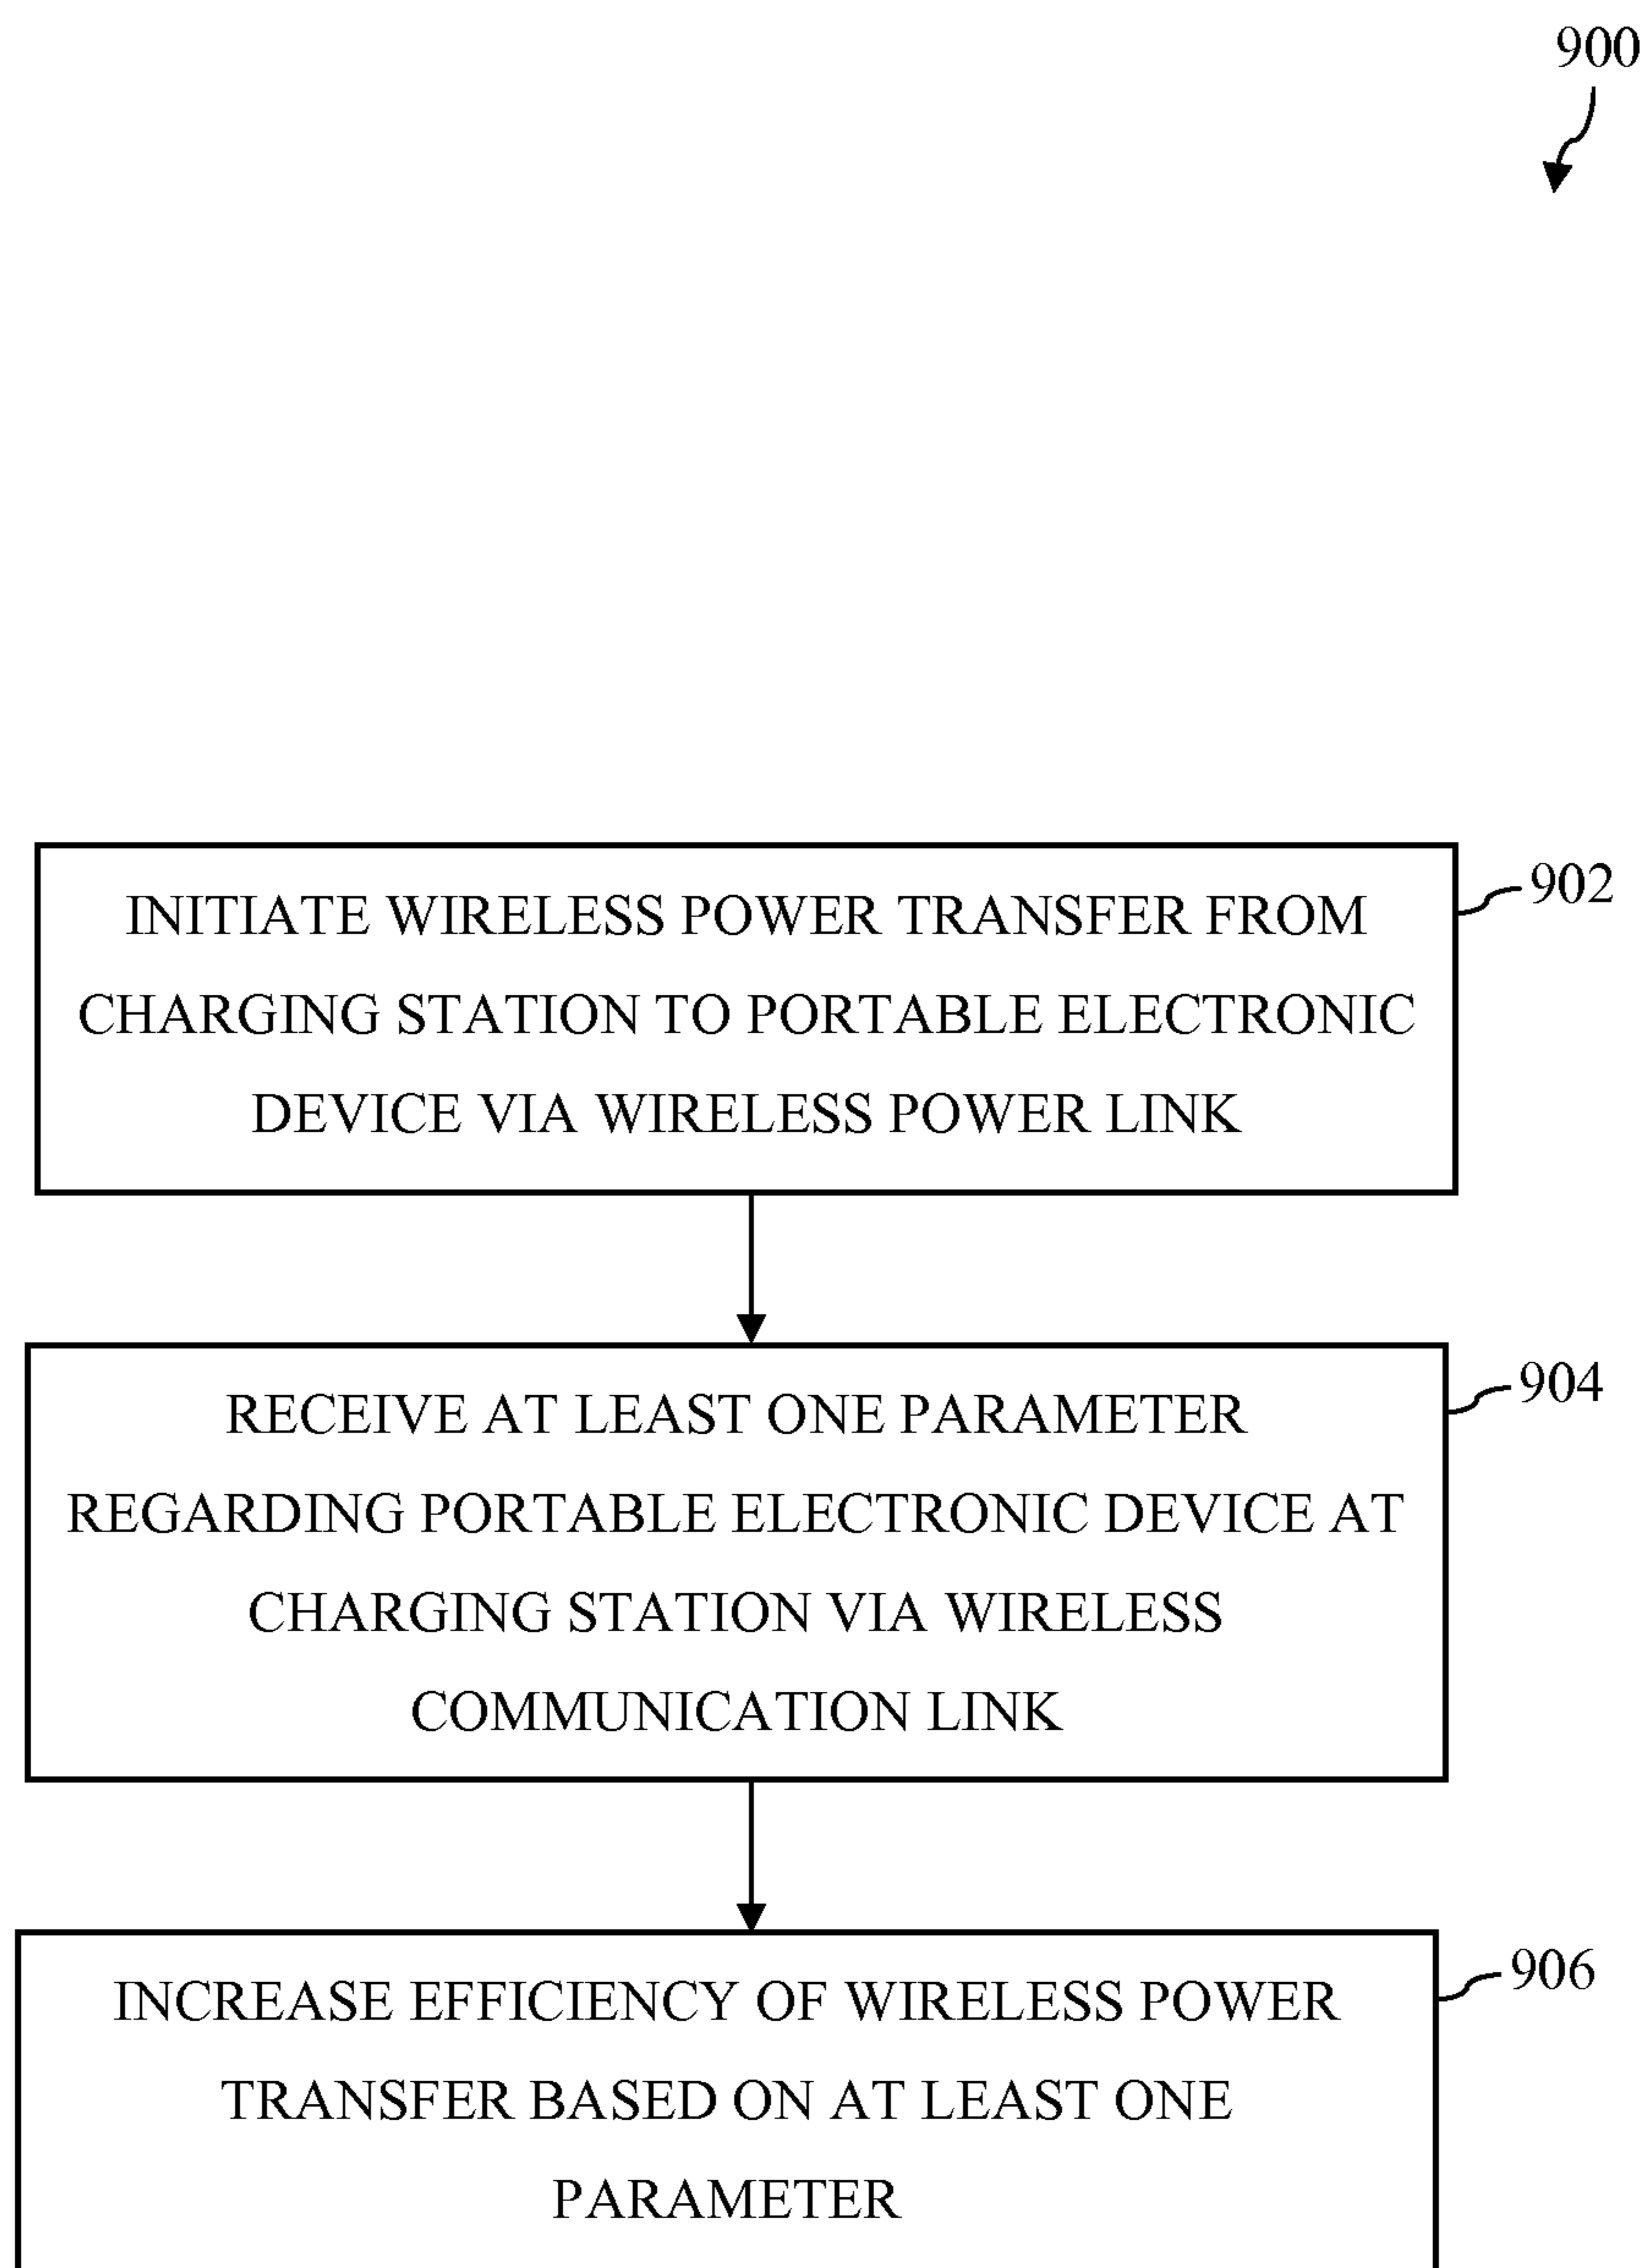 900
INITIATE WIRELESS POWER TRANSFER FROM
CHARGING STATION TO PORTABLE ELECTRONIC
DEVICE VIA WIRELESS POWER LINK
902
RECEIVE AT LEAST ONE PARAMETER
REGARDING PORTABLE ELECTRONIC DEVICE AT
CHARGING STATION VIA WIRELESS
COMMUNICATION LINK
904
INCREASE EFFICIENCY OF WIRELESS POWER
TRANSFER BASED ON AT LEAST ONE
PARAMETER
906